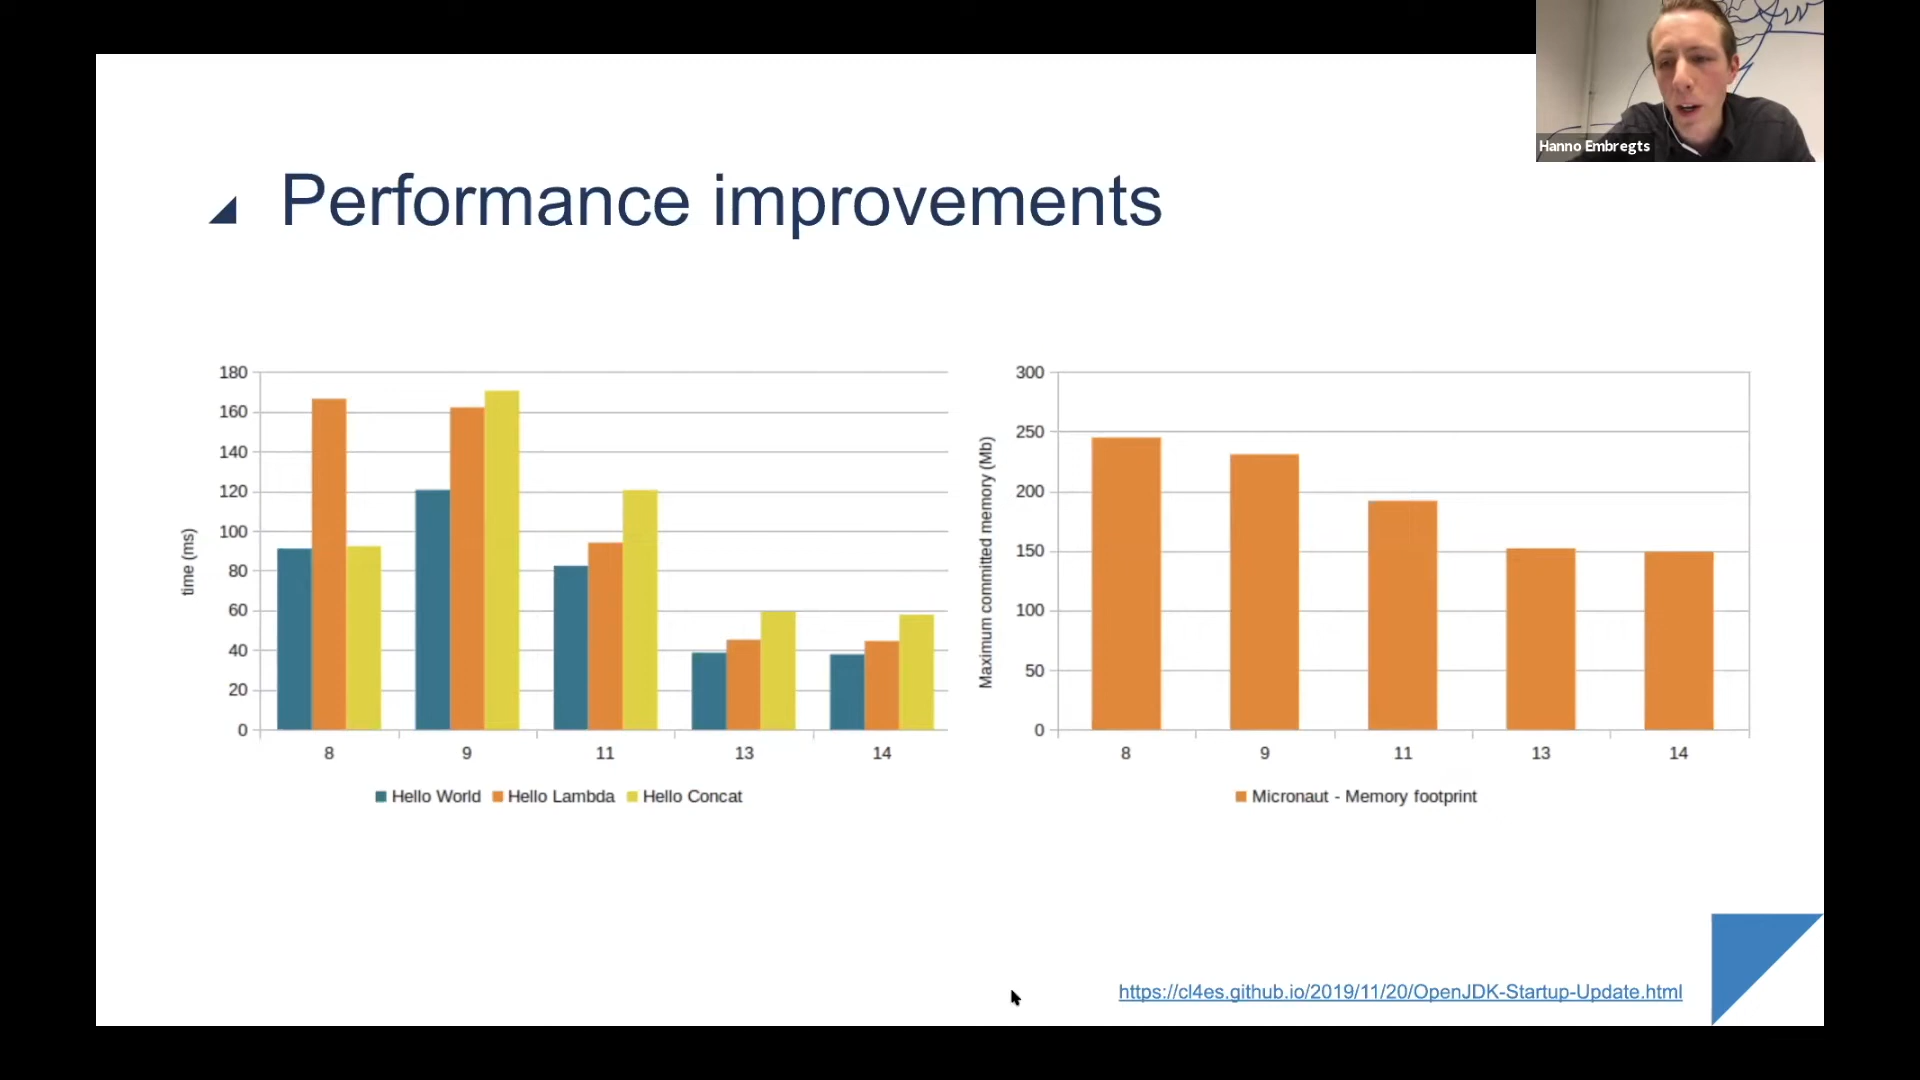 Hanno Embregts
Performance improvements
180
160
140
120
100
80
60
40
20
0
time (ms)
8 9 11 13 14
Hello World Hello Lambda Hello Concat
300
250
200
150
100
50
0
Maximum committed memory (Mb)
8 9 11 13 14
Micronaut - Memory footprint
https://cl4es.github.io/2019/11/20/OpenJDK-Startup-Update.html